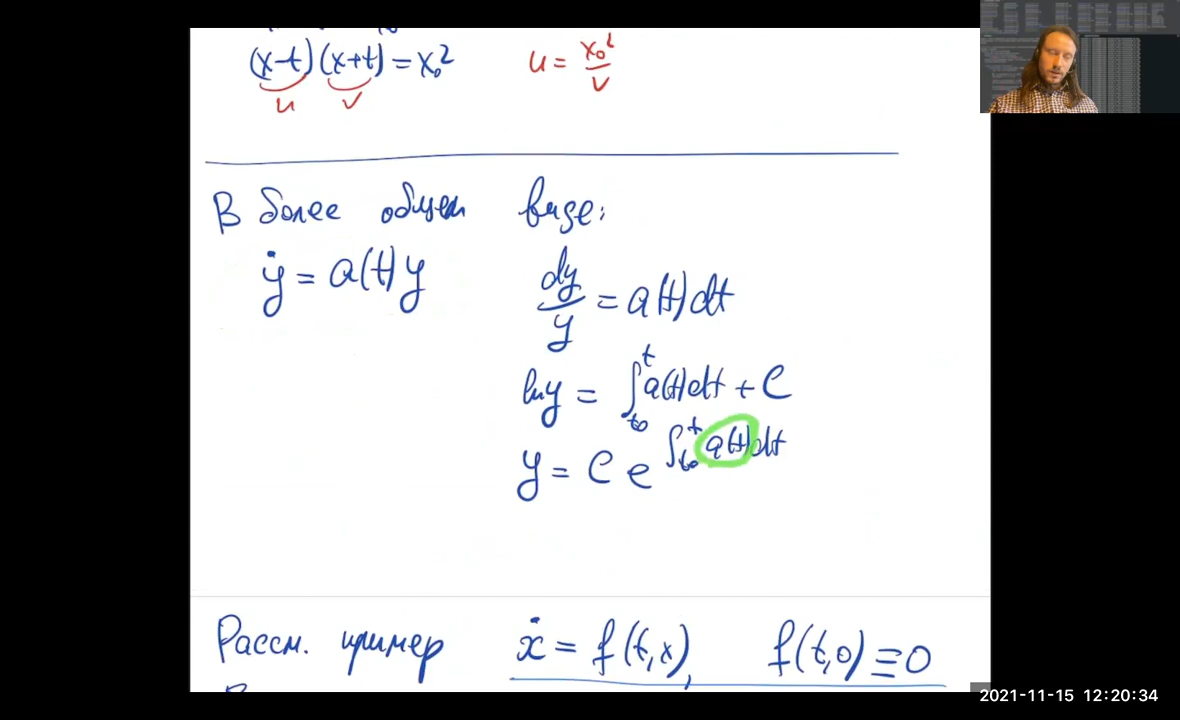 (x-t)(x+t) = x₀² u = x₀²/v
u v
В более общем виде:
ẏ = a(t)y dy/y = a(t)dt
ln y = ∫_{t₀}^{t} a(t)dt + C
y = C e^{∫_{t₀}^{t} a(t)dt}
Рассм. пример ẋ = f(t,x), f(t,0) ≡ 0
2021-11-15 12:20:34